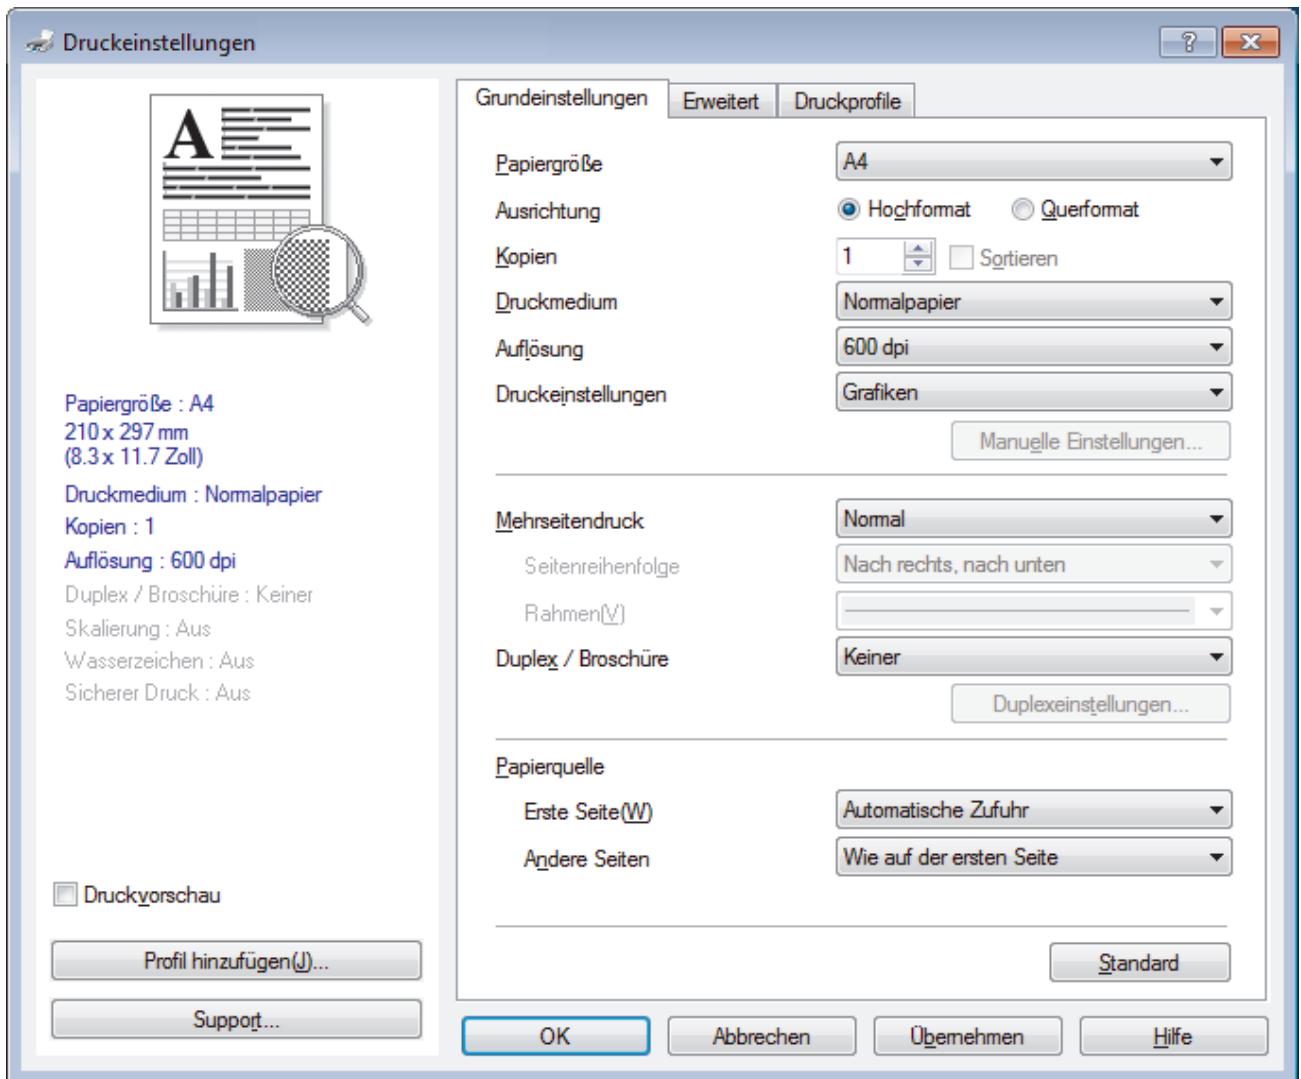 Druckeinstellungen
Grundeinstellungen Erweitert Druckprofile
A
Papiergröße : A4
210 x 297 mm
(8.3 x 11.7 Zoll)
Druckmedium : Normalpapier
Kopien : 1
Auflösung : 600 dpi
Duplex / Broschüre : Keiner
Skalierung : Aus
Wasserzeichen : Aus
Sicherer Druck : Aus
Druckvorschau
Profil hinzufügen(J)...
Support...
Papiergröße A4
Ausrichtung Hochformat Querformat
Kopien 1 Sortieren
Druckmedium Normalpapier
Auflösung 600 dpi
Druckeinstellungen Grafiken
Manuelle Einstellungen...
Mehrseitendruck Normal
Seitenreihenfolge Nach rechts, nach unten
Rahmen(V)
Duplex / Broschüre Keiner
Duplexeinstellungen...
Papierquelle
Erste Seite(W) Automatische Zufuhr
Andere Seiten Wie auf der ersten Seite
Standard
OK Abbrechen Übernehmen Hilfe